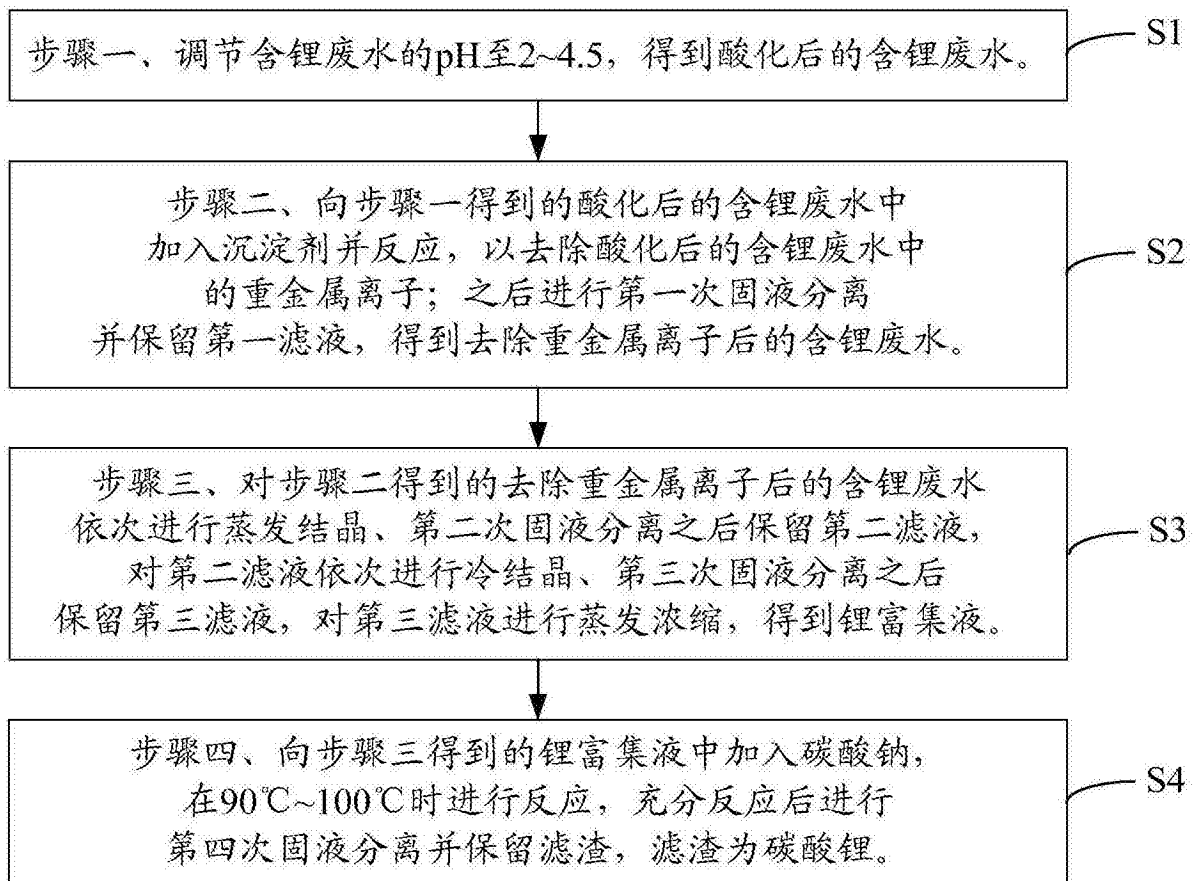 步骤一、调节含锂废水的pH至2~4.5，得到酸化后的含锂废水。
S1
步骤二、向步骤一得到的酸化后的含锂废水中
加入沉淀剂并反应，以去除酸化后的含锂废水中
的重金属离子；之后进行第一次固液分离
并保留第一滤液，得到去除重金属离子后的含锂废水。
S2
步骤三、对步骤二得到的去除重金属离子后的含锂废水
依次进行蒸发结晶、第二次固液分离之后保留第二滤液，
对第二滤液依次进行冷结晶、第三次固液分离之后
保留第三滤液，对第三滤液进行蒸发浓缩，得到锂富集液。
S3
步骤四、向步骤三得到的锂富集液中加入碳酸钠，
在90℃~100℃时进行反应，充分反应后进行
第四次固液分离并保留滤渣，滤渣为碳酸锂。
S4